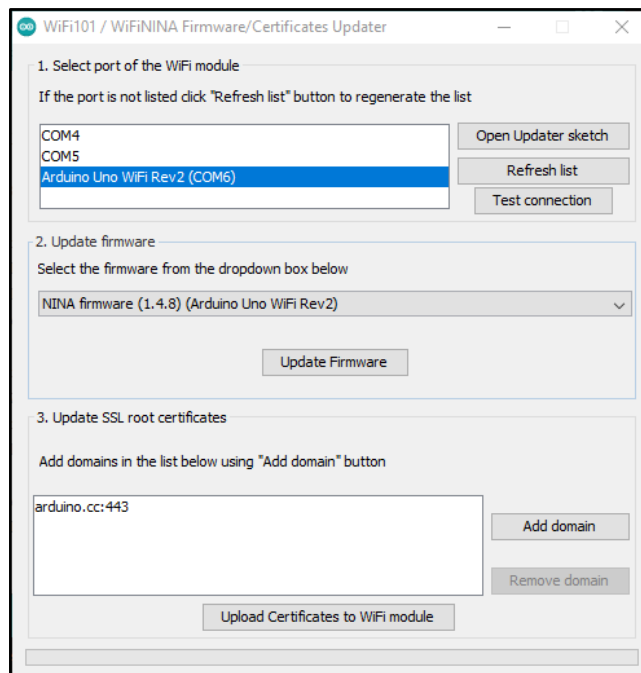 WiFi101 / WiFiNINA Firmware/Certificates Updater
1. Select port of the WiFi module
If the port is not listed click "Refresh list" button to regenerate the list
COM4
COM5
Arduino Uno WiFi Rev2 (COM6)
Open Updater sketch
Refresh list
Test connection
2. Update firmware
Select the firmware from the dropdown box below
NINA firmware (1.4.8) (Arduino Uno WiFi Rev2)
Update Firmware
3. Update SSL root certificates
Add domains in the list below using "Add domain" button
arduino.cc:443
Add domain
Remove domain
Upload Certificates to WiFi module